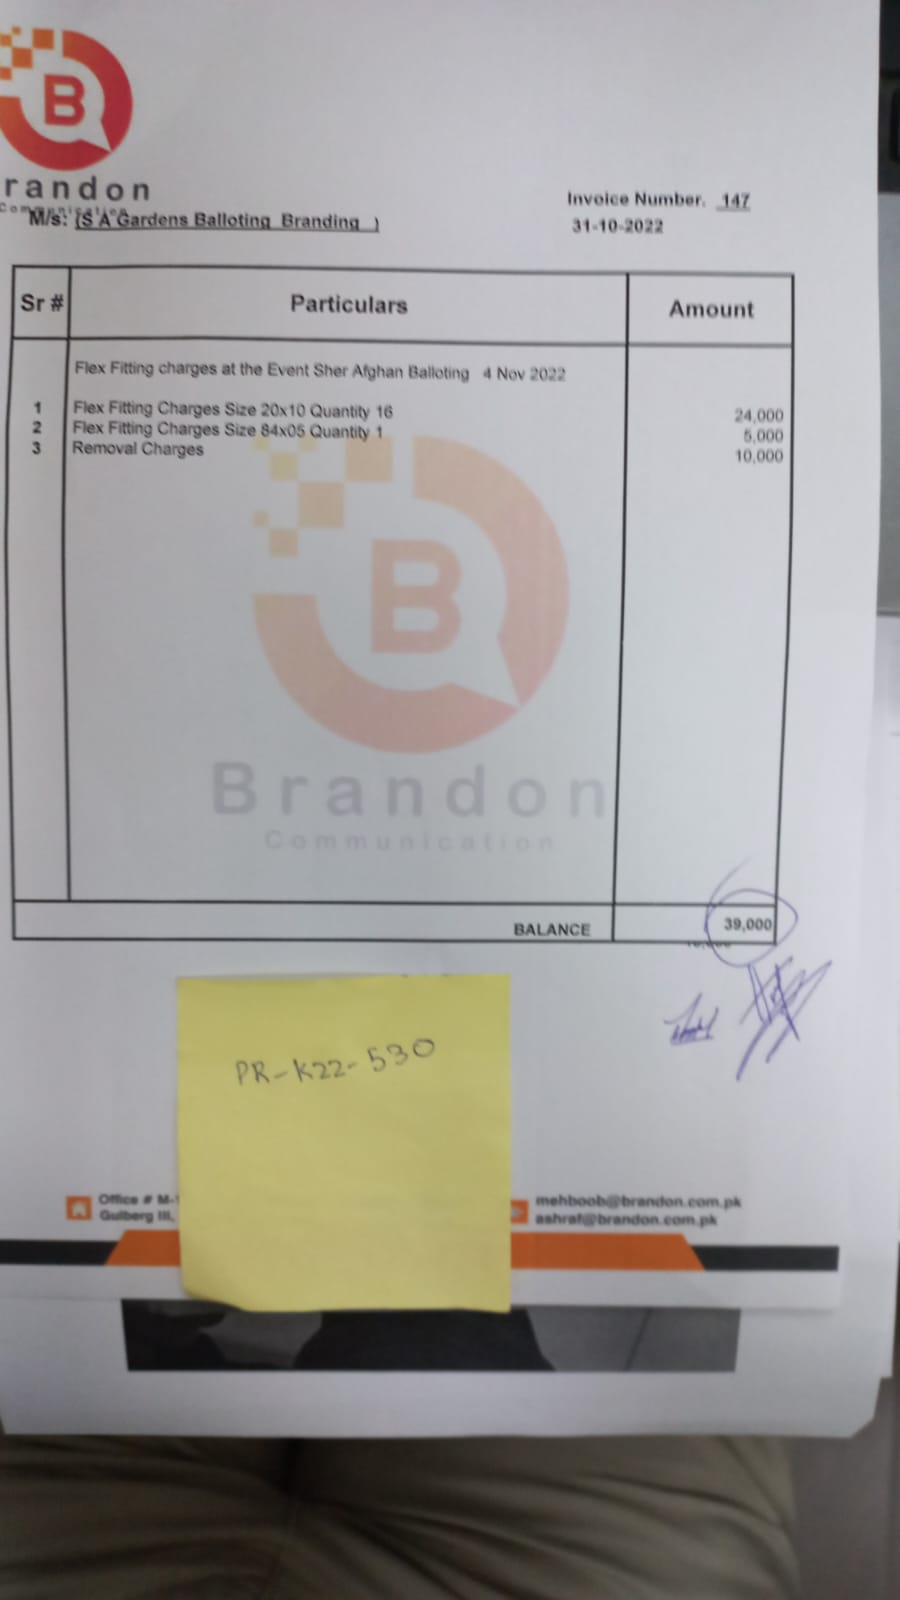 B
randon
Communication
M/s: (S A Gardens Balloting Branding )
Invoice Number. 147
31-10-2022
Sr # Particulars Amount
Flex Fitting charges at the Event Sher Afghan Balloting 4 Nov 2022
1 Flex Fitting Charges Size 20x10 Quantity 16 24,000
2 Flex Fitting Charges Size 84x05 Quantity 1 5,000
3 Removal Charges 10,000
B
Brandon
Communication
BALANCE 39,000
PR-K22-530
Office # M-
Gulberg III,
mehboob@brandon.com.pk
ashraf@brandon.com.pk